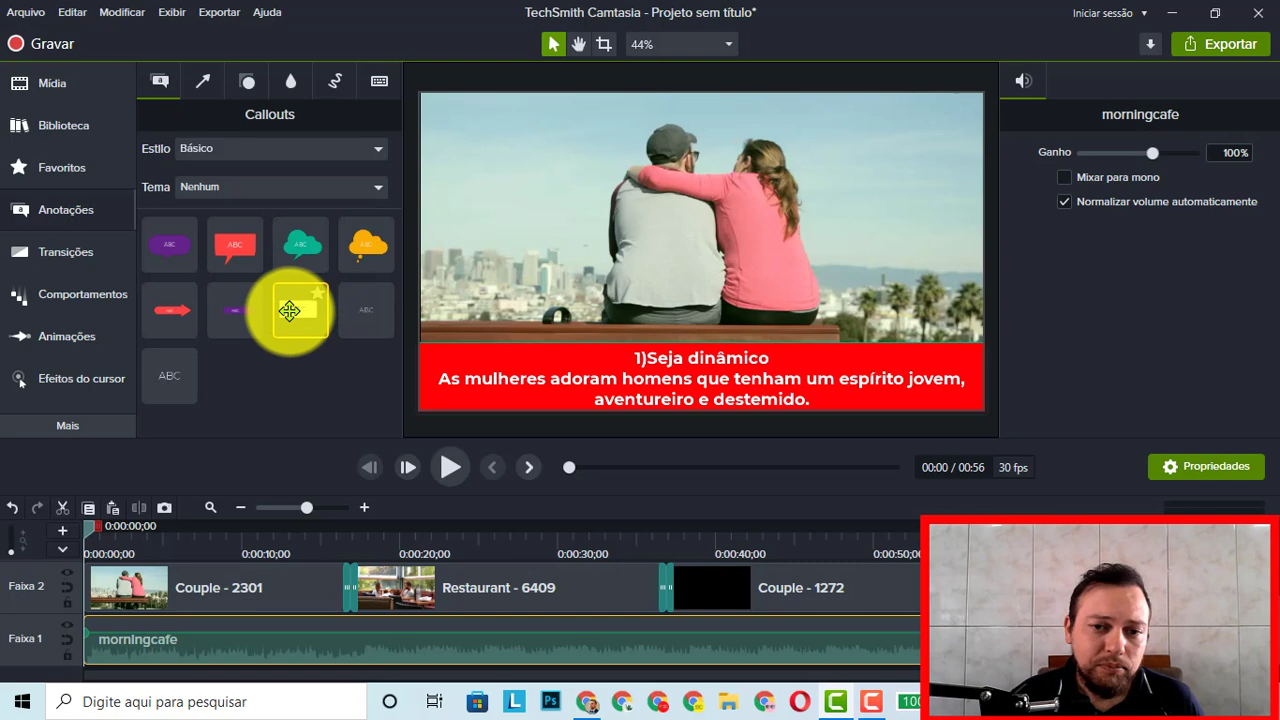 Arquivo Editar Modificar Exibir Exportar Ajuda
TechSmith Camtasia - Projeto sem título*
Iniciar sessão
Gravar
44%
Exportar
Mídia
Biblioteca
Favoritos
Anotações
Transições
Comportamentos
Animações
Efeitos do cursor
Mais
Callouts
Estilo Básico
Tema Nenhum
ABC ABC ABC ABC
ABC ABC ABC
ABC
1)Seja dinâmico
As mulheres adoram homens que tenham um espírito jovem,
aventureiro e destemido.
morningcafe
Ganho 100%
Mixar para mono
Normalizar volume automaticamente
00:00 / 00:56 30 fps
Propriedades
0:00:00;00
0:00:00;00 0:00:10;00 0:00:20;00 0:00:30;00 0:00:40;00 0:00:50;
Faixa 2 Couple - 2301 Restaurant - 6409 Couple - 1272
Faixa 1 morningcafe
Digite aqui para pesquisar
L Ps
100